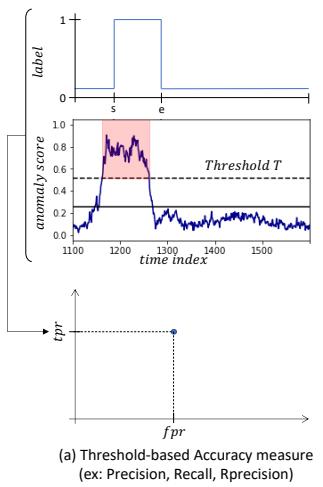 label
1
0
s
e
anomaly score
1.0
0.8
0.6
0.4
0.2
0.0
Threshold T
1100
1200
1300
1400
1500
time index
tpr
fpr
(a) Threshold-based Accuracy measure
(ex: Precision, Recall, Rprecision)